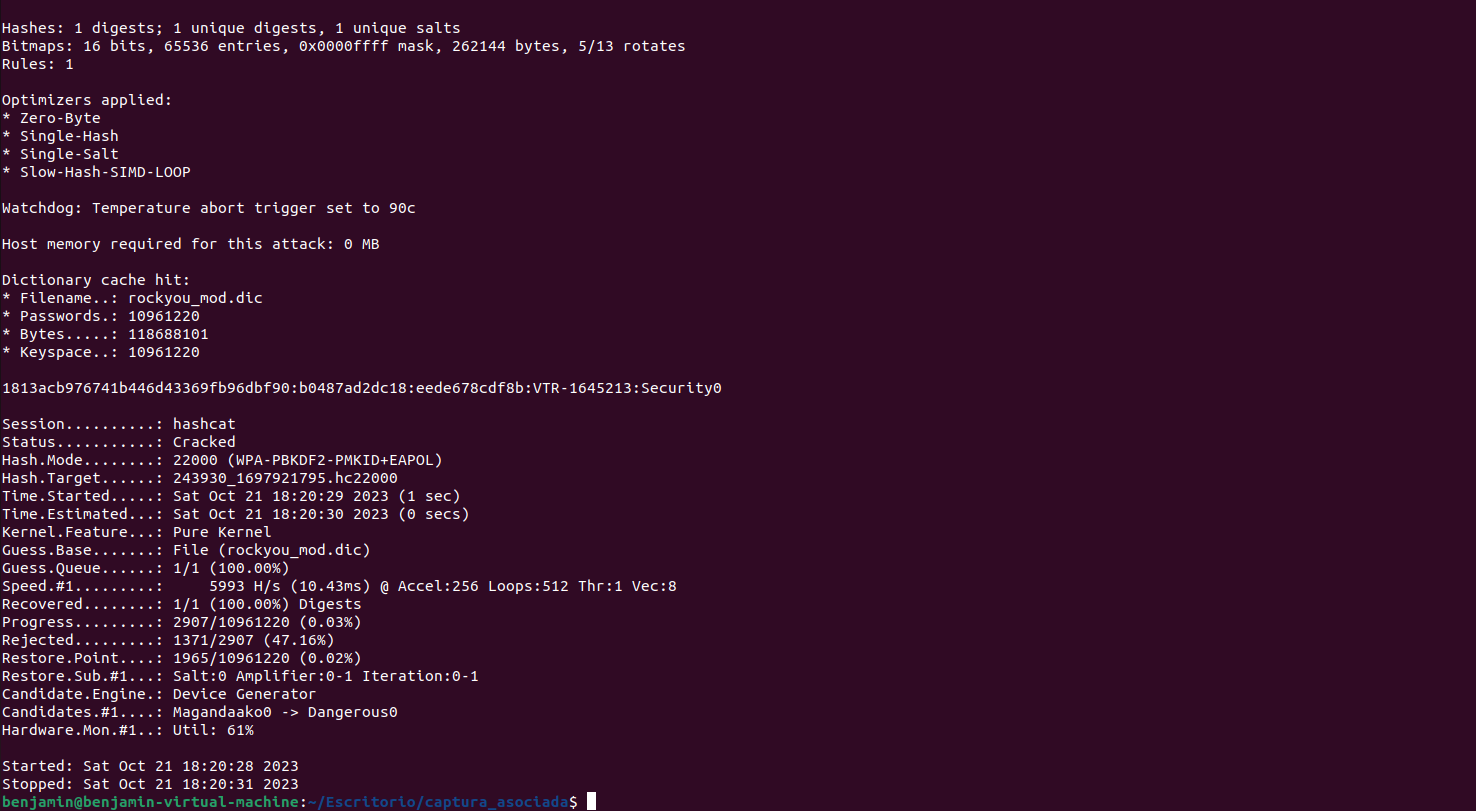 Hashes: 1 digests; 1 unique digests, 1 unique salts
Bitmaps: 16 bits, 65536 entries, 0x0000ffff mask, 262144 bytes, 5/13 rotates
Rules: 1
Optimizers applied:
* Zero-Byte
* Single-Hash
* Single-Salt
* Slow-Hash-SIMD-LOOP
Watchdog: Temperature abort trigger set to 90c
Host memory required for this attack: 0 MB
Dictionary cache hit:
* Filename..: rockyou_mod.dic
* Passwords.: 10961220
* Bytes.....: 118688101
* Keyspace..: 10961220
1813acb976741b446d43369fb96dbf90:b0487ad2dc18:eede678cdf8b:VTR-1645213:Security0
Session..........: hashcat
Status...........: Cracked
Hash.Mode........: 22000 (WPA-PBKDF2-PMKID+EAPOL)
Hash.Target......: 243930_1697921795.hc22000
Time.Started.....: Sat Oct 21 18:20:29 2023 (1 sec)
Time.Estimated...: Sat Oct 21 18:20:30 2023 (0 secs)
Kernel.Feature...: Pure Kernel
Guess.Base.......: File (rockyou_mod.dic)
Guess.Queue......: 1/1 (100.00%)
Speed.#1.........:     5993 H/s (10.43ms) @ Accel:256 Loops:512 Thr:1 Vec:8
Recovered........: 1/1 (100.00%) Digests
Progress.........: 2907/10961220 (0.03%)
Rejected.........: 1371/2907 (47.16%)
Restore.Point....: 1965/10961220 (0.02%)
Restore.Sub.#1...: Salt:0 Amplifier:0-1 Iteration:0-1
Candidate.Engine.: Device Generator
Candidates.#1....: Magandaako0 -> Dangerous0
Hardware.Mon.#1..: Util: 61%
Started: Sat Oct 21 18:20:28 2023
Stopped: Sat Oct 21 18:20:31 2023
benjamin@benjamin-virtual-machine:~/Escritorio/captura_asociada$